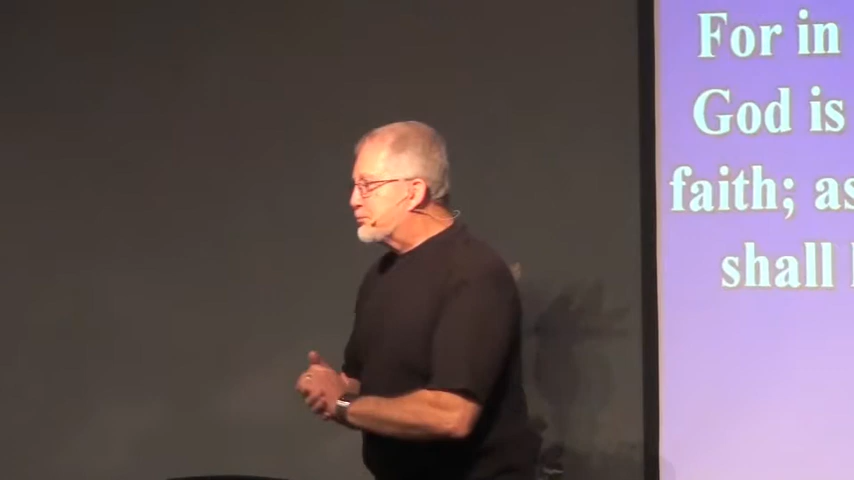 For in
God is
faith; as
shall